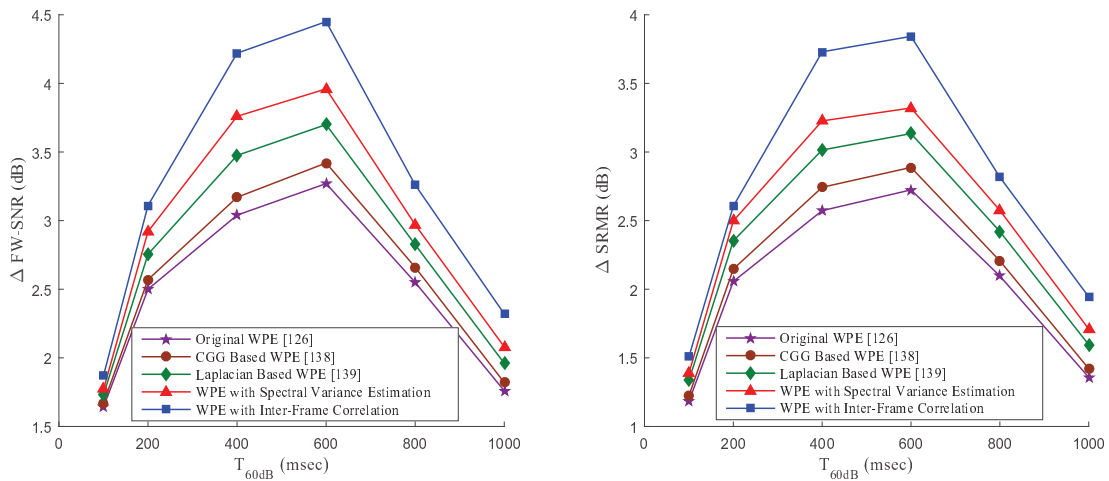 4.5
4
3.5
3
2.5
2
1.5
Δ FW-SNR (dB)
0
200
400
600
800
1000
T60dB (msec)
Original WPE [126]
CGG Based WPE [138]
Laplacian Based WPE [139]
WPE with Spectral Variance Estimation
WPE with Inter-Frame Correlation
4
3.5
3
2.5
2
1.5
1
Δ SRMR (dB)
0
200
400
600
800
1000
T60dB (msec)
Original WPE [126]
CGG Based WPE [138]
Laplacian Based WPE [139]
WPE with Spectral Variance Estimation
WPE with Inter-Frame Correlation